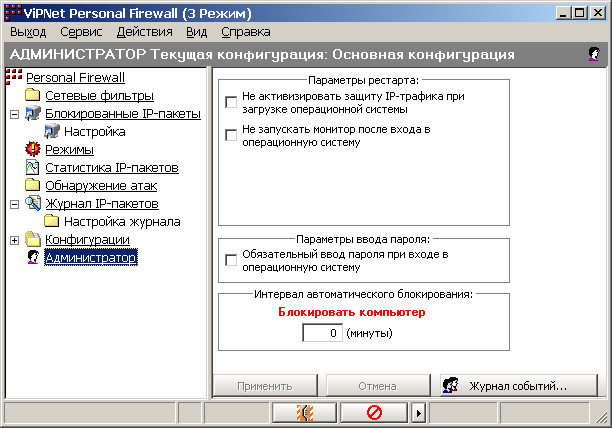 ViPNet Personal Firewall (3 Режим)
Выход Сервис Действия Вид Справка
АДМИНИСТРАТОР Текущая конфигурация: Основная конфигурация
Personal Firewall
Сетевые фильтры
Блокированные IP-пакеты
Настройка
Режимы
Статистика IP-пакетов
Обнаружение атак
Журнал IP-пакетов
Настройка журнала
Конфигурации
Администратор
Параметры рестарта:
Не активизировать защиту IP-трафика при
загрузке операционной системы
Не запускать монитор после входа в
операционную систему
Параметры ввода пароля:
Обязательный ввод пароля при входе в
операционную систему
Интервал автоматического блокирования:
Блокировать компьютер
0 (минуты)
Применить
Отмена
Журнал событий...